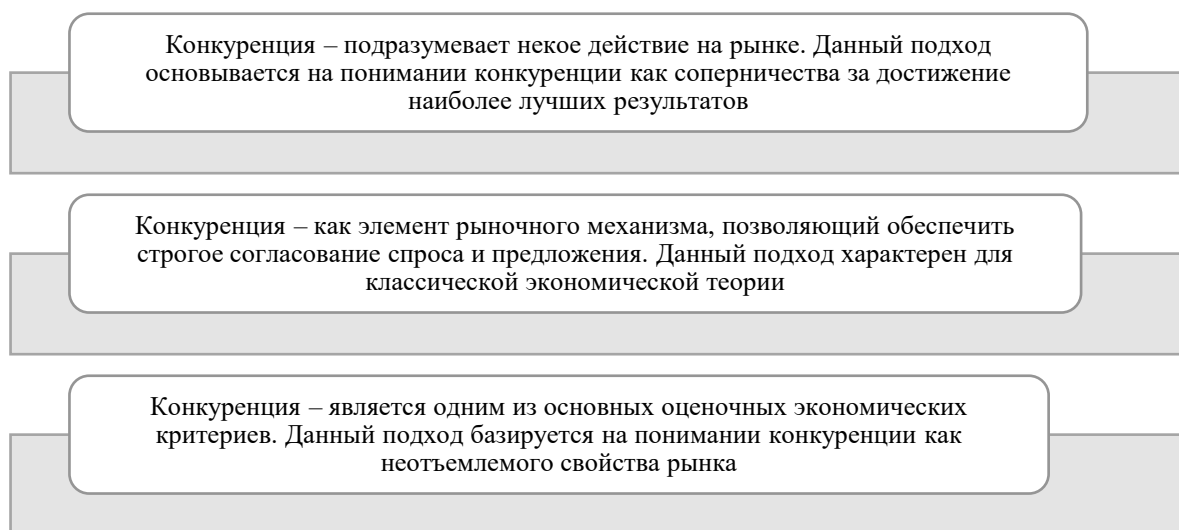 Конкуренция – подразумевает некое действие на рынке. Данный подход
основывается на понимании конкуренции как соперничества за достижение
наиболее лучших результатов
Конкуренция – как элемент рыночного механизма, позволяющий обеспечить
строгое согласование спроса и предложения. Данный подход характерен для
классической экономической теории
Конкуренция – является одним из основных оценочных экономических
критериев. Данный подход базируется на понимании конкуренции как
неотъемлемого свойства рынка